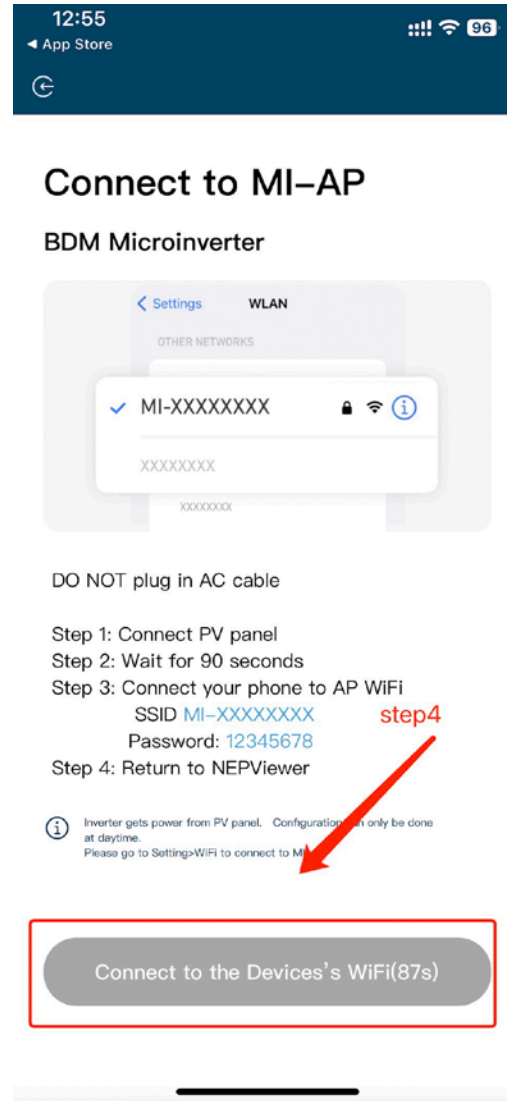 12:55
96
App Store
Connect to MI-AP
BDM Microinverter
Settings WLAN
OTHER NETWORKS
MI-XXXXXXXX
XXXXXXXX
XXXXXXXX
DO NOT plug in AC cable
Step 1: Connect PV panel
Step 2: Wait for 90 seconds
Step 3: Connect your phone to AP WiFi
SSID MI-XXXXXXXX
step4
Password: 12345678
Step 4: Return to NEPViewer
Inverter gets power from PV panel. Configuration only be done
at daytime.
Please go to Setting>WiFi to connect to
Connect to the Devices's WiFi(87s)